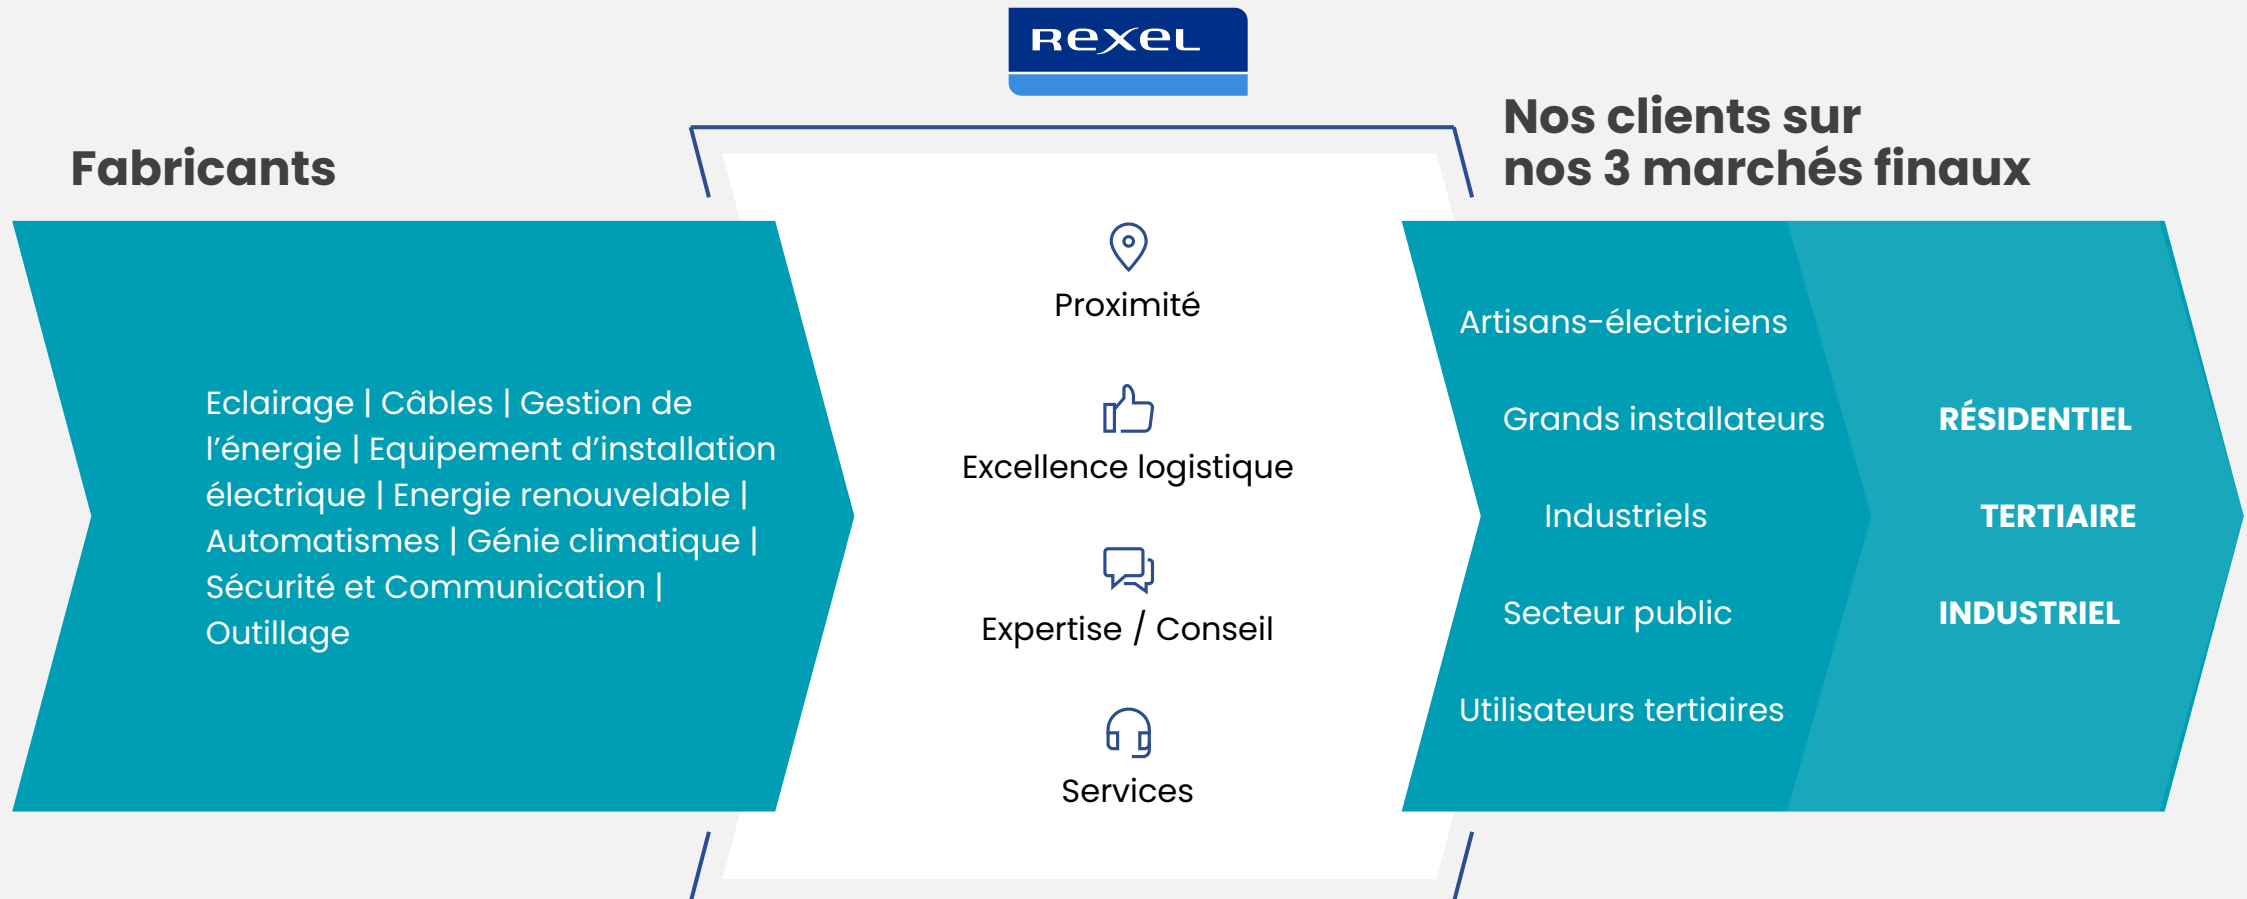 Rexel
Fabricants
Eclairage | Câbles | Gestion de
l’énergie | Equipement d’installation
électrique | Energie renouvelable |
Automatismes | Génie climatique |
Sécurité et Communication |
Outillage
Proximité
Excellence logistique
Expertise / Conseil
Services
Nos clients sur
nos 3 marchés finaux
Artisans-électriciens
Grands installateurs
Industriels
Secteur public
Utilisateurs tertiaires
RÉSIDENTIEL
TERTIAIRE
INDUSTRIEL